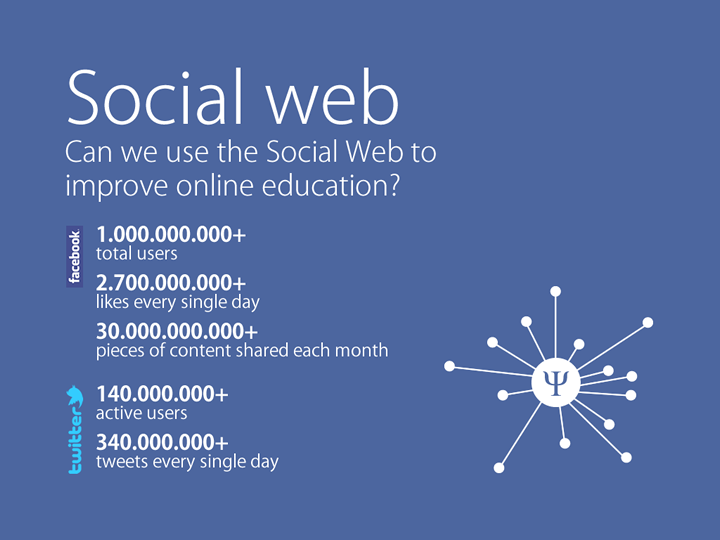 Social web
Can we use the Social Web to
improve online education?
facebook
1.000.000.000+
total users
2.700.000.000+
likes every single day
30.000.000.000+
pieces of content shared each month
twitter
140.000.000+
active users
340.000.000+
tweets every single day
Ψ